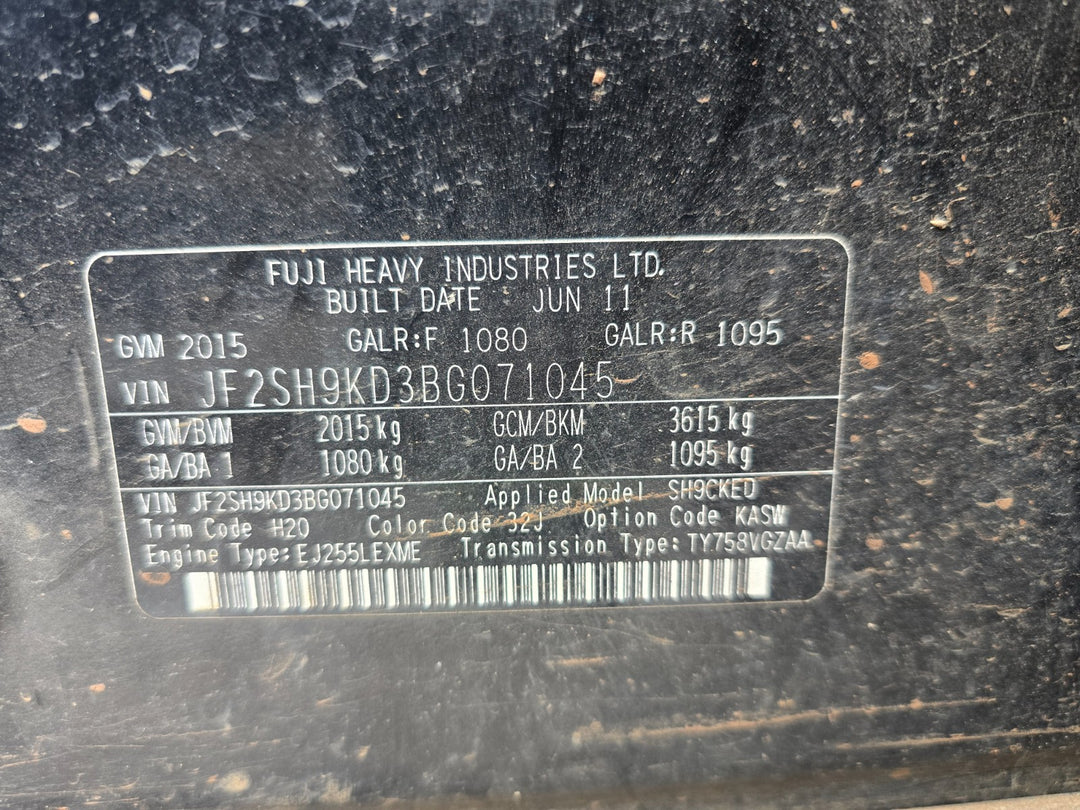 FUJI HEAVY INDUSTRIES LTD.
BUILT DATE JUN 11
GVM 2015 GALR:F 1080 GALR:R 1095
VIN JF2SH9KD3BG071045
GVM/BVM 2015 kg GCM/BKM 3615 kg
GA/BA 1 1080 kg GA/BA 2 1095 kg
VIN JF2SH9KD3BG071045 Applied Model SH9CKED
Trim Code H20 Color Code 32J Option Code KASW
Engine Type: EJ255LEXME Transmission Type: TY758VGZAA